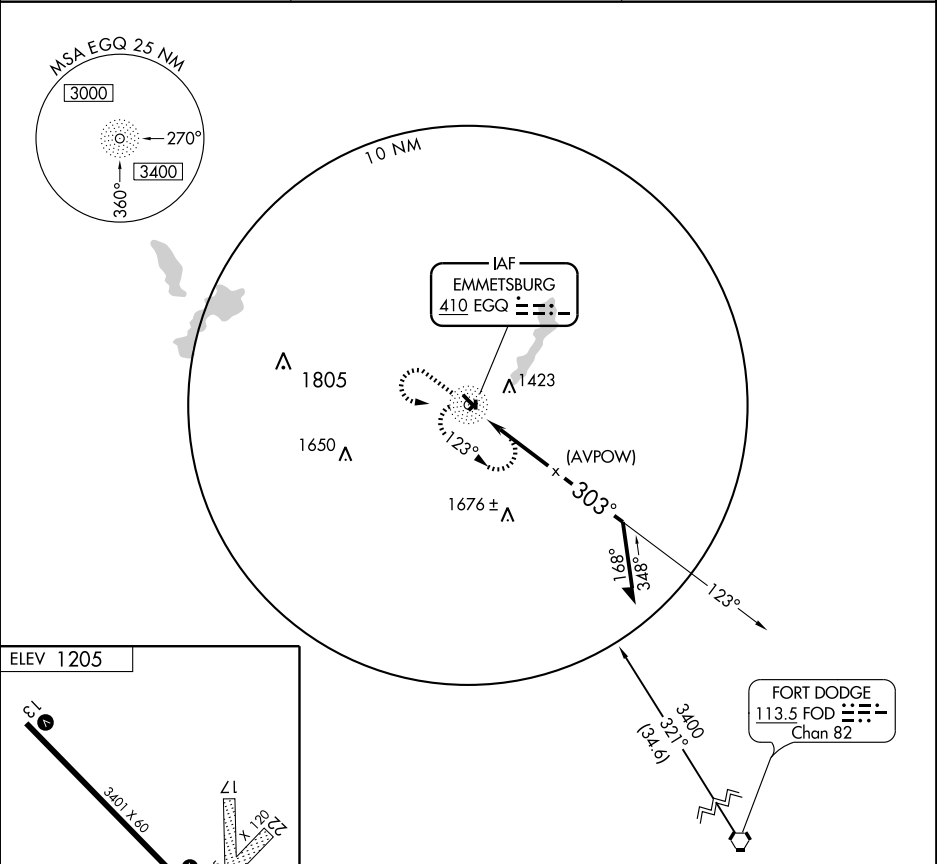 MSA EGQ 25 NM
3000
270°
3400
360°
10 NM
IAF
EMMETSBURG
410 EGQ
1805
1423
1650
123°
(AVPOW)
303°
1676 ±
168°
348°
123°
ELEV 1205
13
3401 X 60
17
X 120
22
3400
321°
(34.6)
FORT DODGE
113.5 FOD
Chan 82